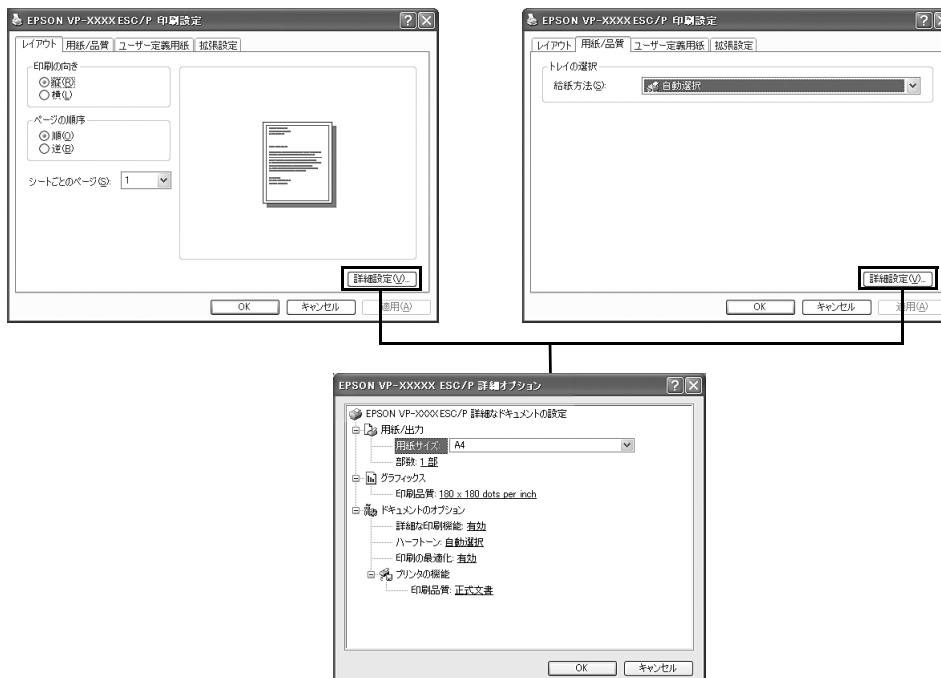 EPSON VP-XXXX ESC/P 印刷設定
レイアウト 用紙/品質 ユーザー定義用紙 拡張設定
印刷の向き
縦(R)
横(L)
ページの順序
順(O)
逆(B)
シートごとのページ(S): 1
詳細設定(V)...
OK キャンセル 適用(A)
EPSON VP-XXXX ESC/P 印刷設定
レイアウト 用紙/品質 ユーザー定義用紙 拡張設定
トレイの選択
給紙方法(S): 自動選択
詳細設定(V)...
OK キャンセル 適用(A)
EPSON VP-XXXXX ESC/P 詳細オプション
EPSON VP-XXXX ESC/P 詳細なドキュメントの設定
用紙/出力
用紙サイズ: A4
部数: 1 部
グラフィックス
印刷品質: 180 x 180 dots per inch
ドキュメントのオプション
詳細な印刷機能: 有効
ハーフトーン: 自動選択
印刷の最適化: 有効
プリンタの機能
印刷品質: 正式文書
OK キャンセル